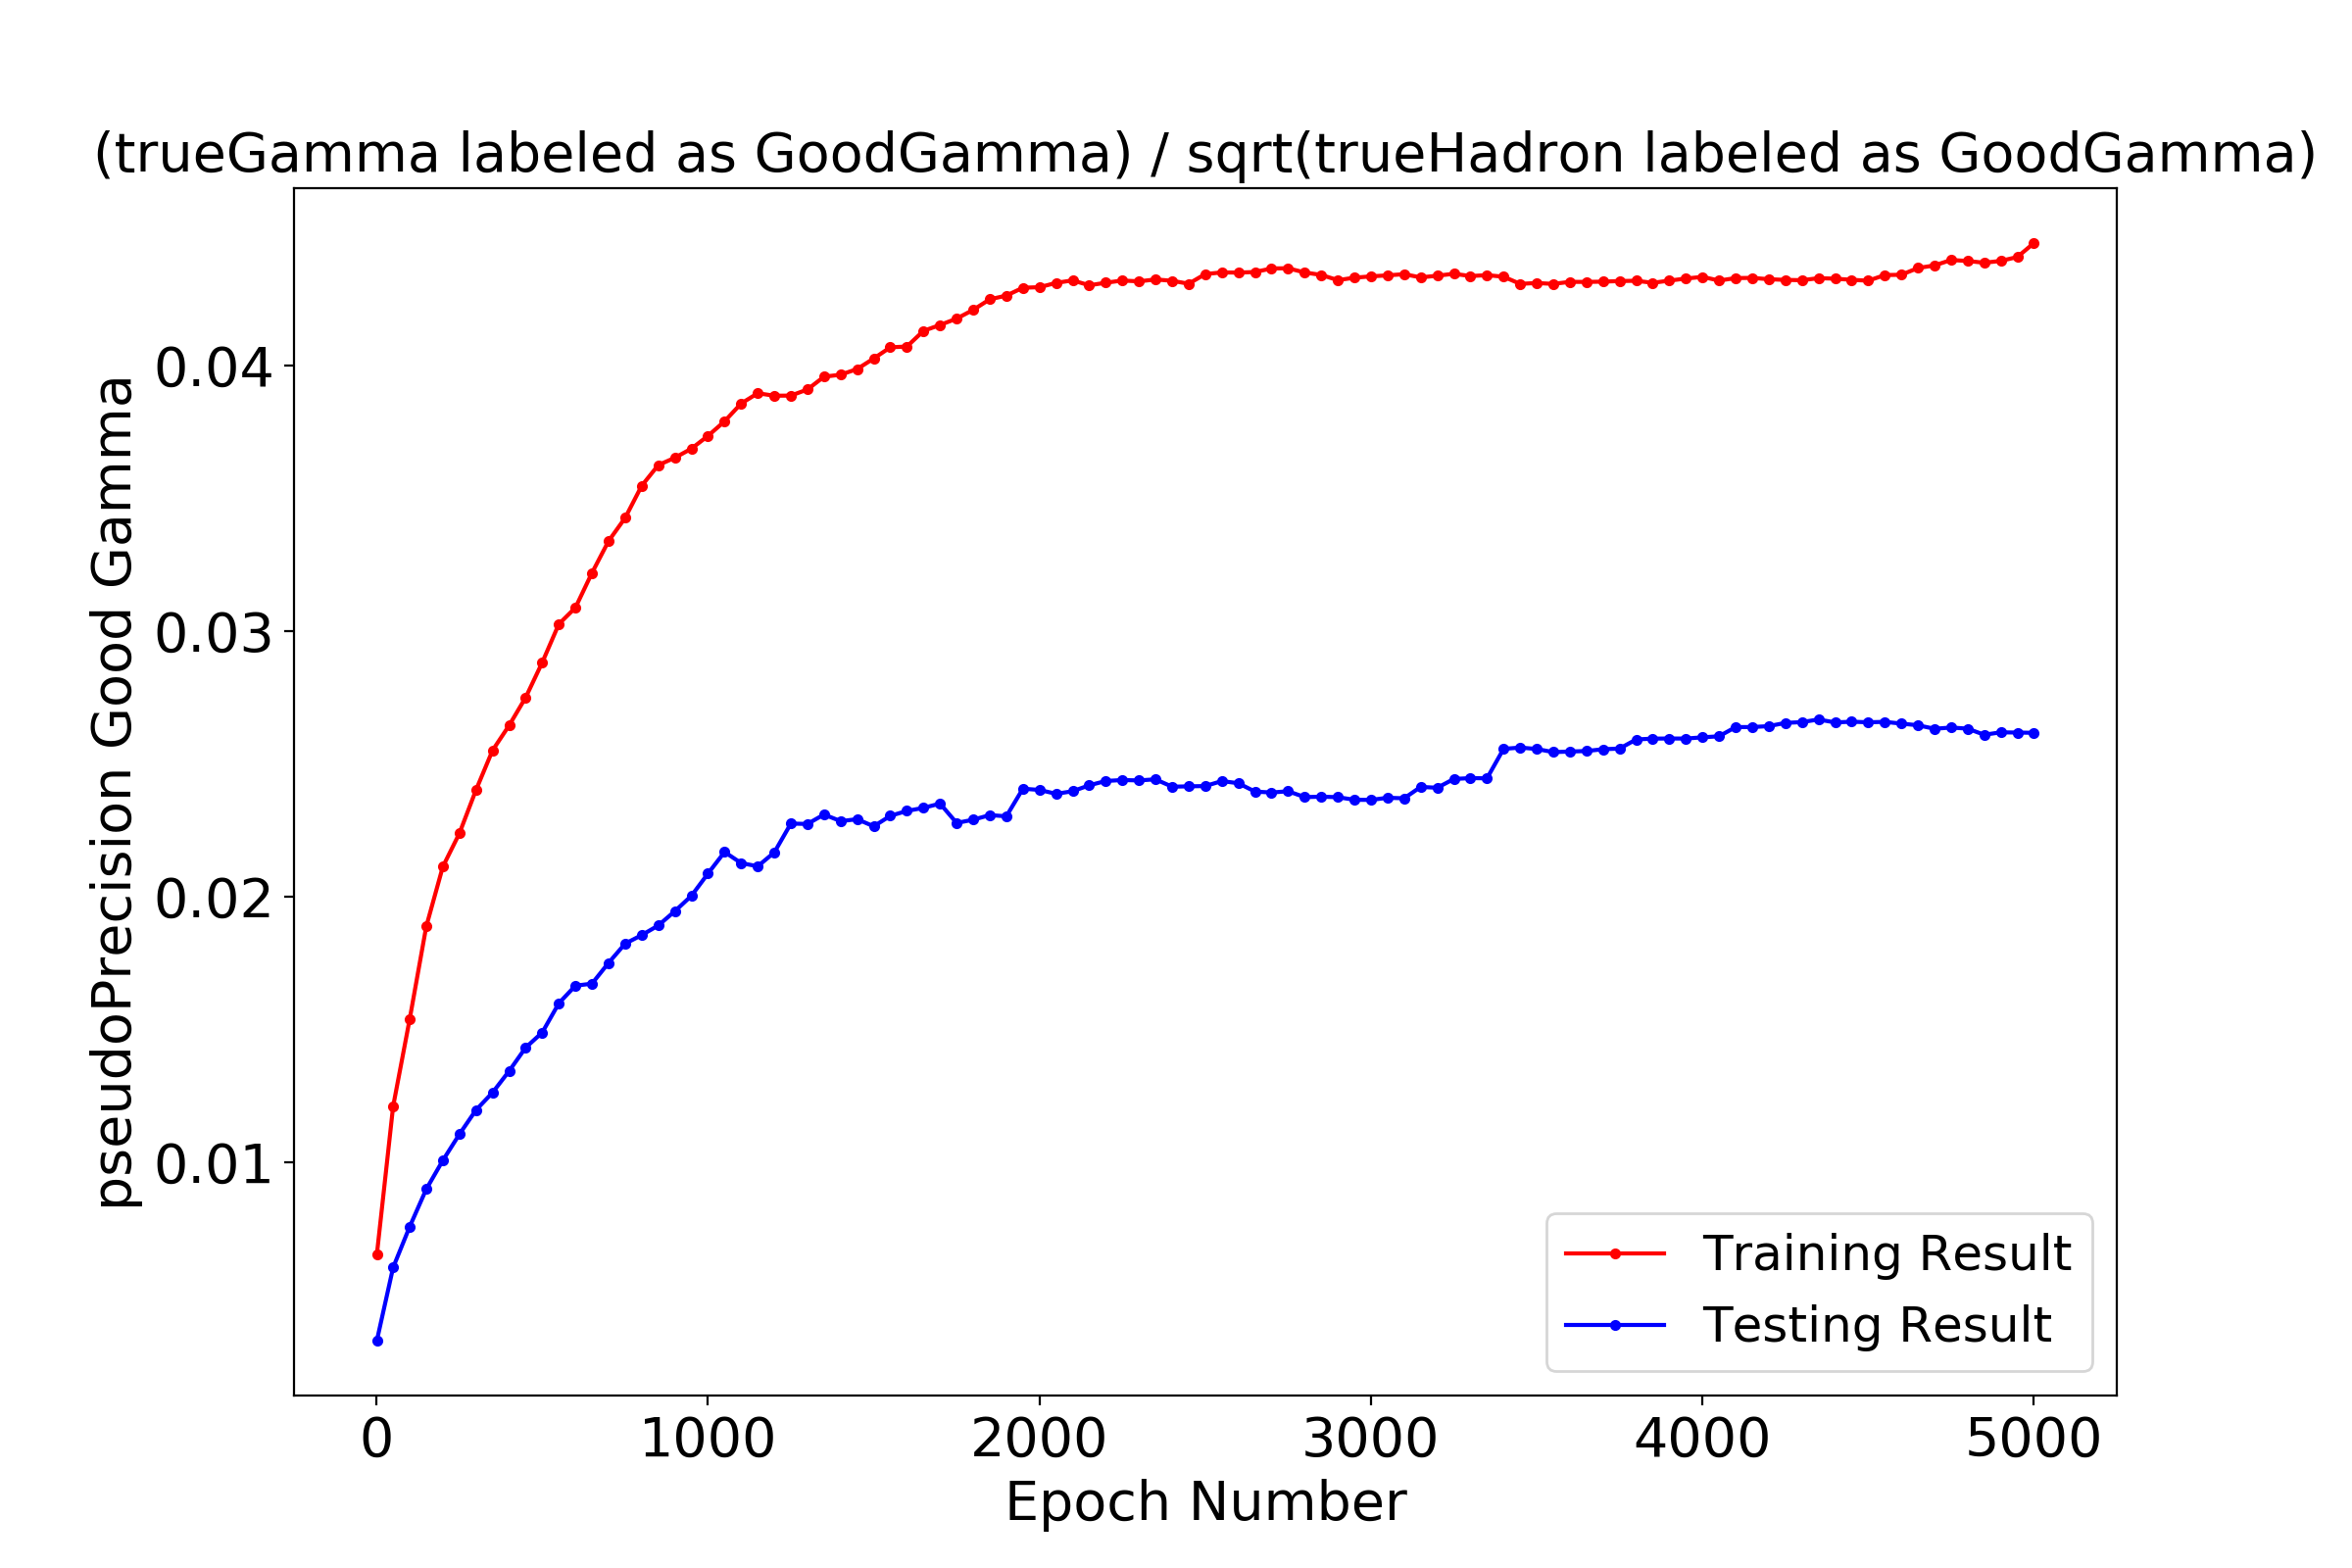 (trueGamma labeled as GoodGamma) / sqrt(trueHadron labeled as GoodGamma)
pseudoPrecision Good Gamma
0.04
0.03
0.02
0.01
Training Result
Testing Result
0 1000 2000 3000 4000 5000
Epoch Number